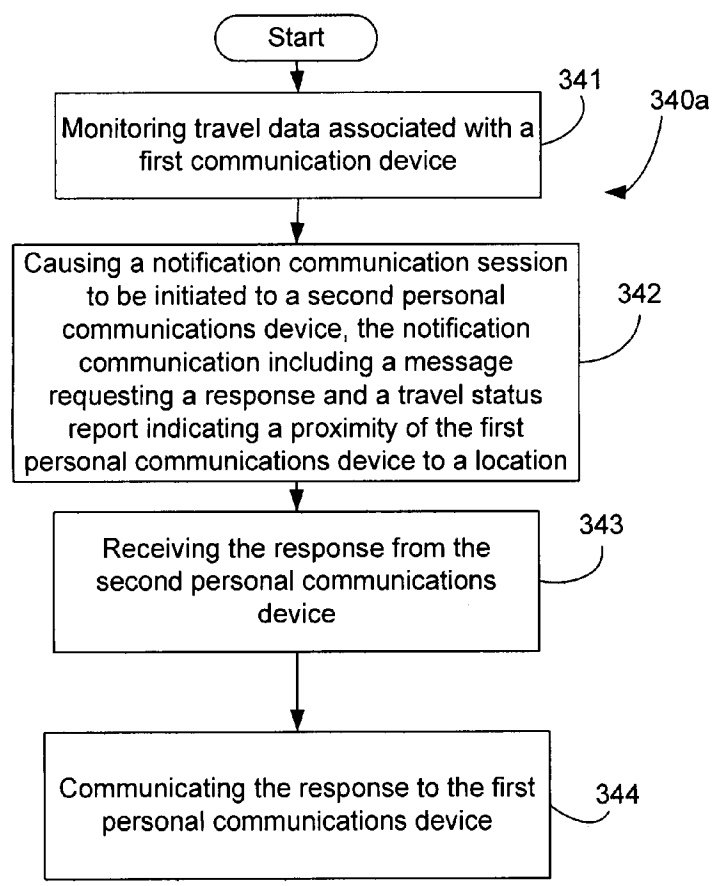 Start
341
340a
Monitoring travel data associated with a
first communication device
Causing a notification communication session
to be initiated to a second personal
communications device, the notification
communication including a message
requesting a response and a travel status
report indicating a proximity of the first
personal communications device to a location
342
343
Receiving the response from the
second personal communications
device
Communicating the response to the first
personal communications device
344